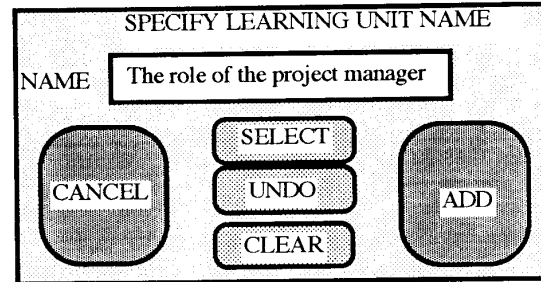 SPECIFY LEARNING UNIT NAME
NAME The role of the project manager
SELECT
CANCEL UNDO ADD
CLEAR